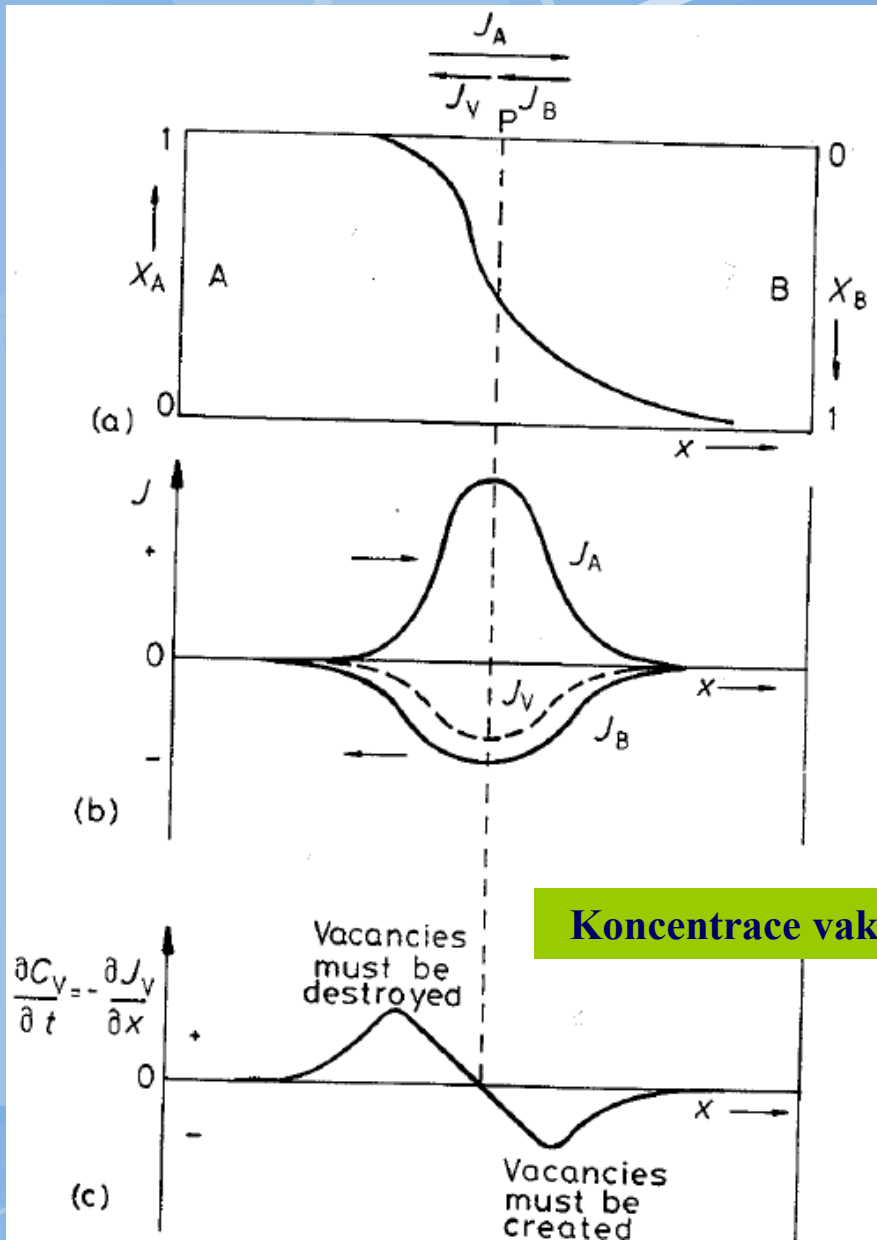 J_A
J_V J_B
P
1 0
X_A A B X_B
0 1
(a) x
J
+
J_A
0
J_V x
J_B
-
(b)
Koncentrace vak
Vacancies
must be
destroyed
∂C_V/∂t = - ∂J_V/∂x
+
0
x
-
Vacancies
must be
created
(c)